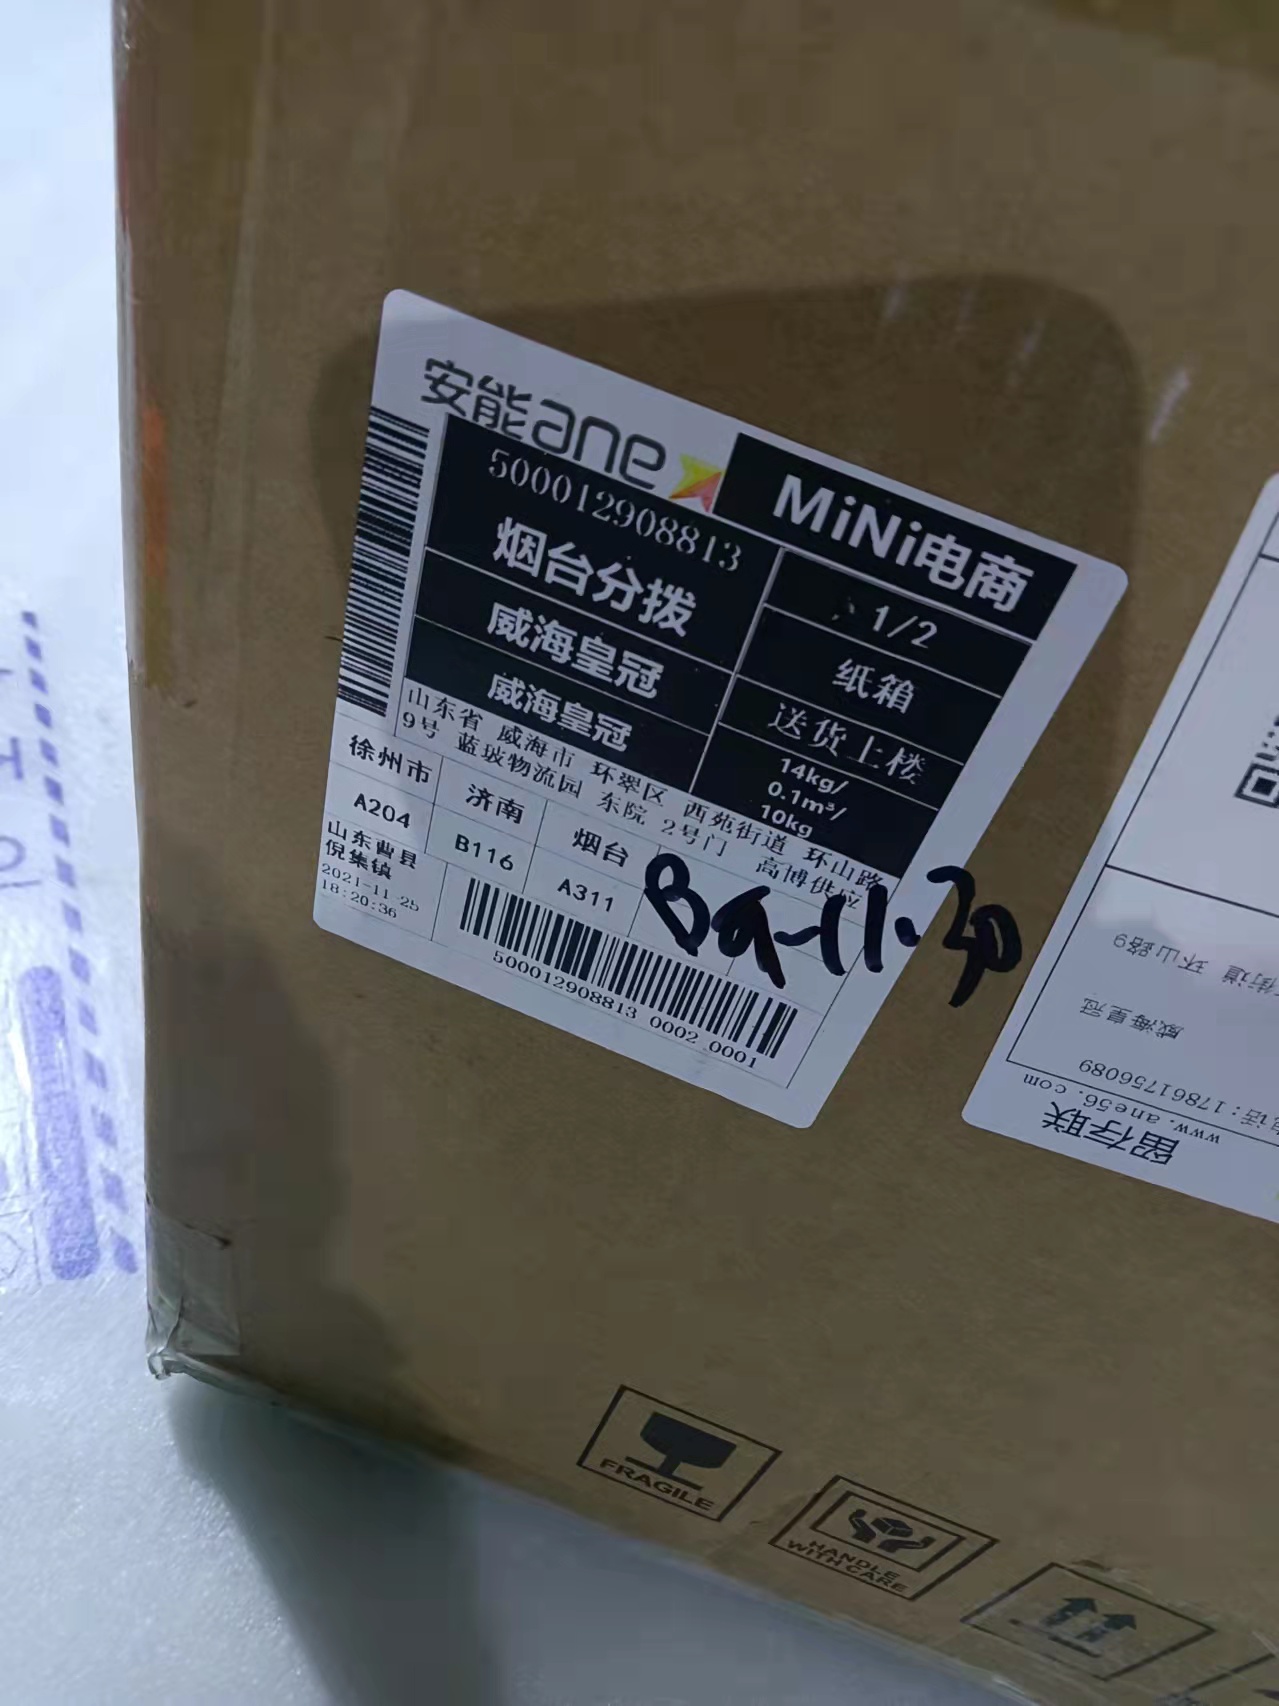 安能ane
MiNi电商
500012908813
烟台分拨
威海皇冠
威海皇冠
1/2
纸箱
送货上楼
14kg/
0.1m³/
10kg
山东省 威海市 环翠区 西苑街道 环山路
9号 蓝玻物流园 东院 2号门 高博供应
徐州市
济南
烟台
A204
B116
A311
山东曹县
倪集镇
2021-11-25
18:20:36
500012908813 0002 0001
街道 环山路9
威海皇冠
电话:17861756089
www.ane56.com
留存联
FRAGILE
HANDLE
WITH CARE